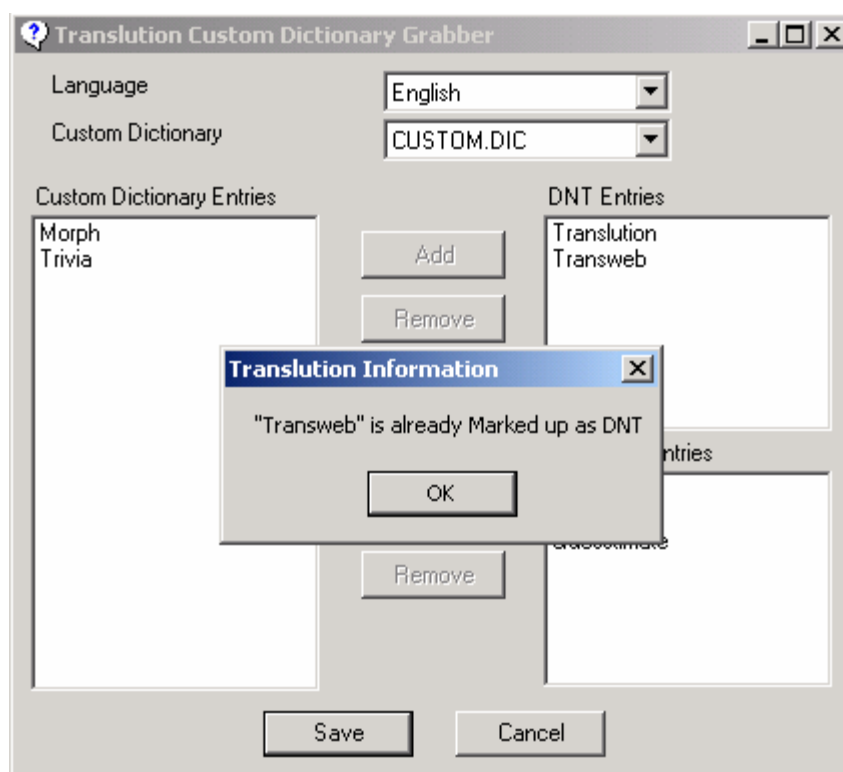 Translution Custom Dictionary Grabber
Language
English
Custom Dictionary
CUSTOM.DIC
Custom Dictionary Entries
DNT Entries
Morph
Trivia
Add
Remove
Translution
Transweb
Translution Information
"Transweb" is already Marked up as DNT
OK
ntries
Remove
Save
Cancel